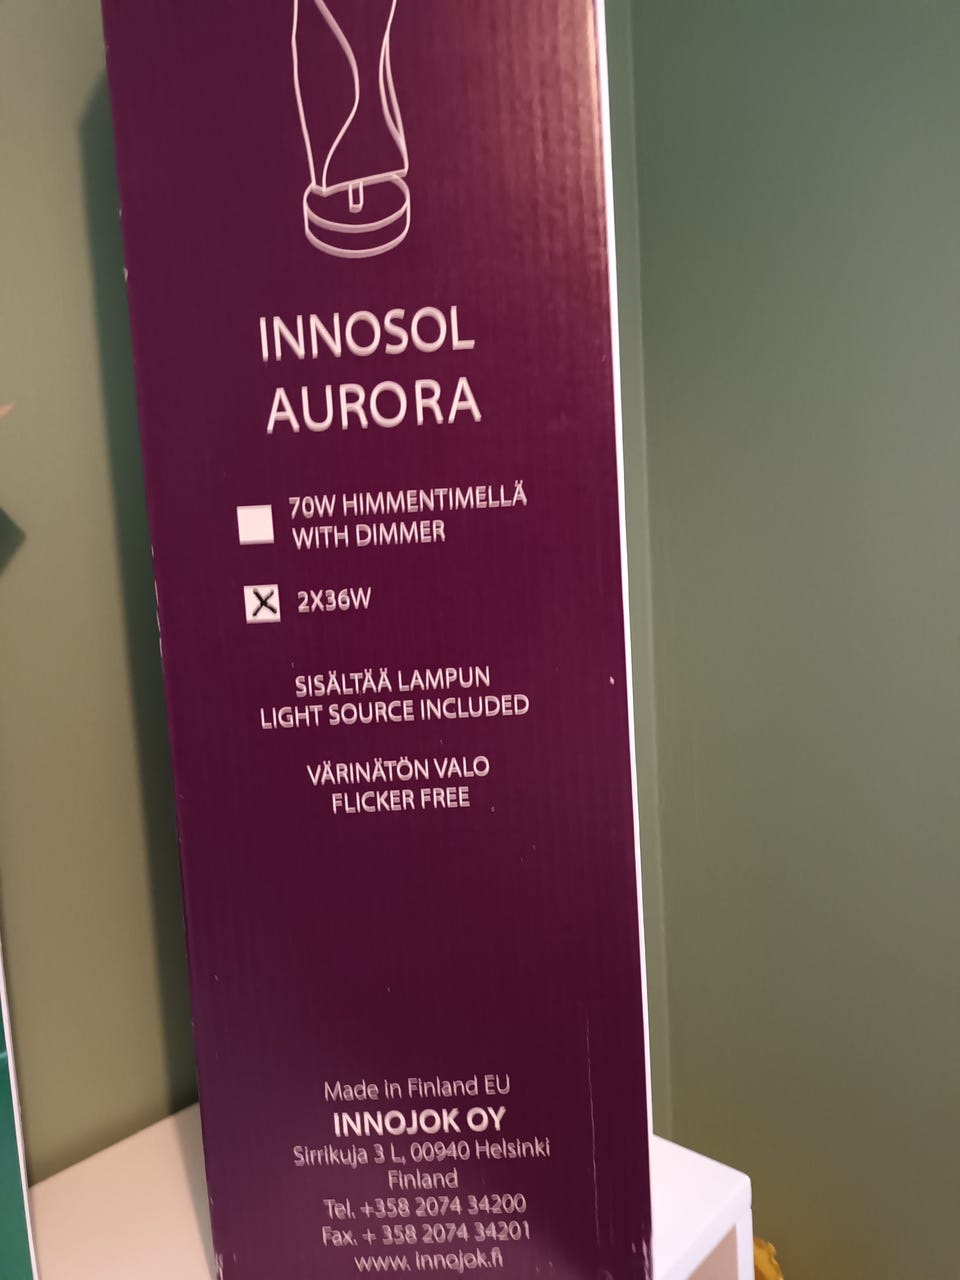 INNOSOL
AURORA
70W HIMMENTIMELLÄ
WITH DIMMER
2X36W
SISÄLTÄÄ LAMPUN
LIGHT SOURCE INCLUDED
VÄRINÄTÖN VALO
FLICKER FREE
Made in Finland EU
INNOJOK OY
Sirrikuja 3 L, 00940 Helsinki
Finland
Tel. +358 2074 34200
Fax. + 358 2074 34201
www. innojok.fi